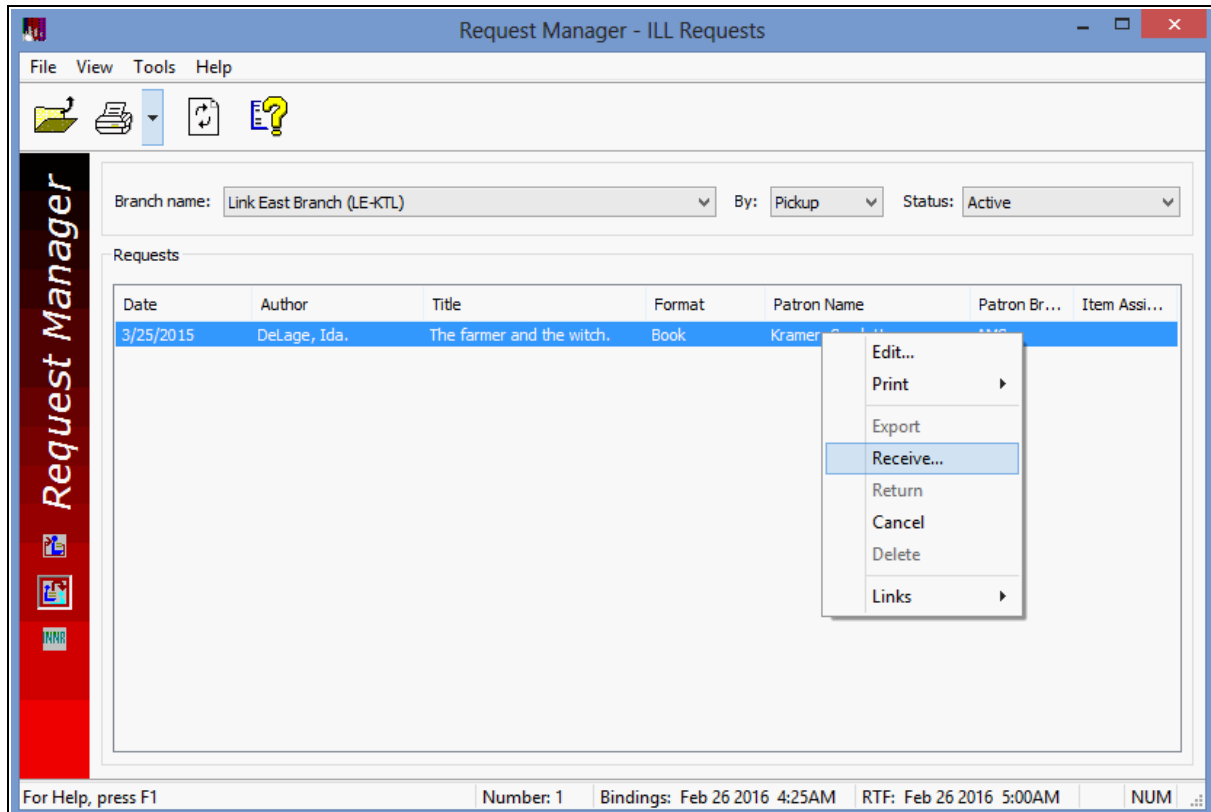 Request Manager - ILL Requests
File View Tools Help
Request Manager
Branch name: Link East Branch (LE-KTL) By: Pickup Status: Active
Requests
Date Author Title Format Patron Name Patron Br... Item Assi...
3/25/2015 DeLage, Ida. The farmer and the witch. Book Kramer
Edit...
Print
Export
Receive...
Return
Cancel
Delete
Links
INNR
For Help, press F1 Number: 1 Bindings: Feb 26 2016 4:25AM RTF: Feb 26 2016 5:00AM NUM